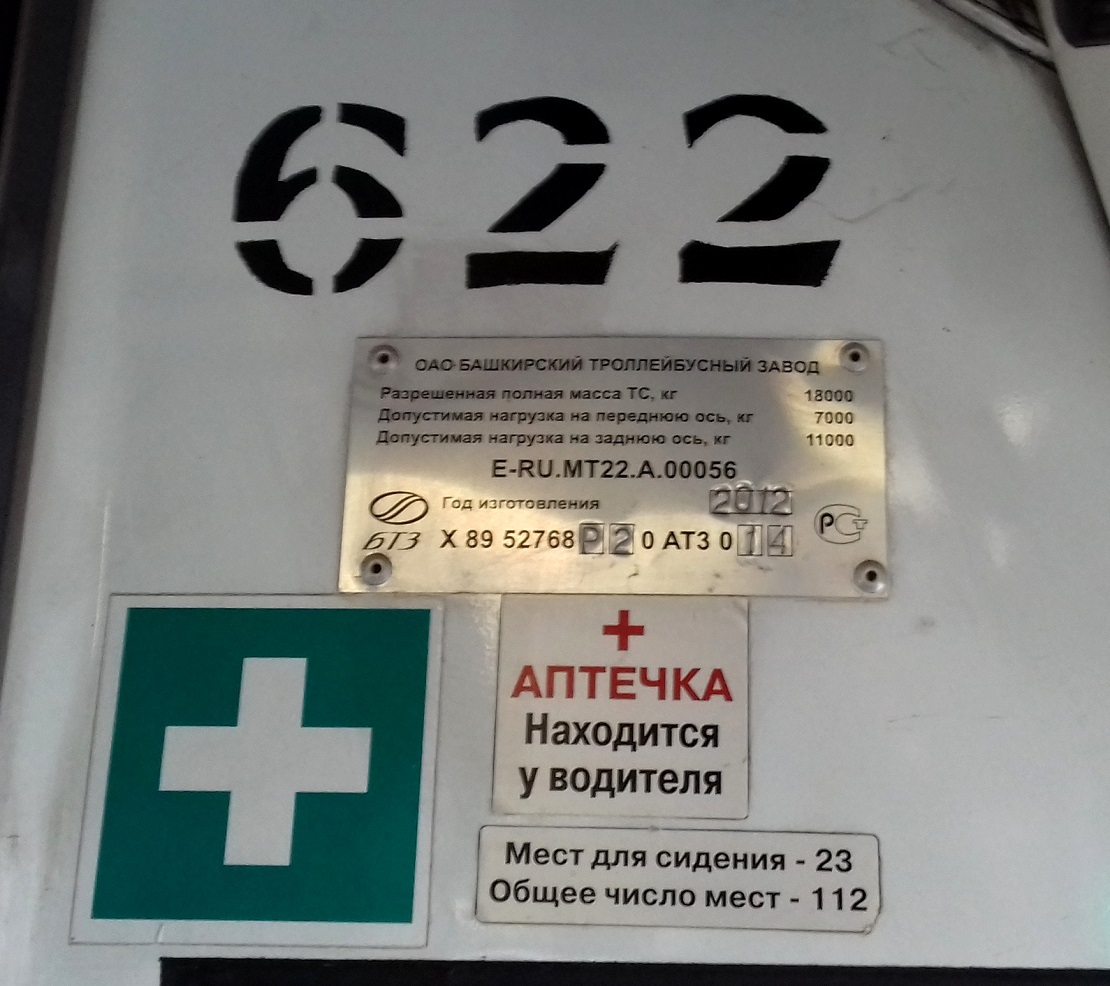 622
ОАО БАШКИРСКИЙ ТРОЛЛЕЙБУСНЫЙ ЗАВОД
Разрешенная полная масса ТС, кг 18000
Допустимая нагрузка на переднюю ось, кг 7000
Допустимая нагрузка на заднюю ось, кг 11000
E-RU.MT22.A.00056
Год изготовления 2012
БТЗ X 89 52768 P 2 0 AT3 0 1 4
РСТ
АПТЕЧКА
Находится
у водителя
Мест для сидения - 23
Общее число мест - 112